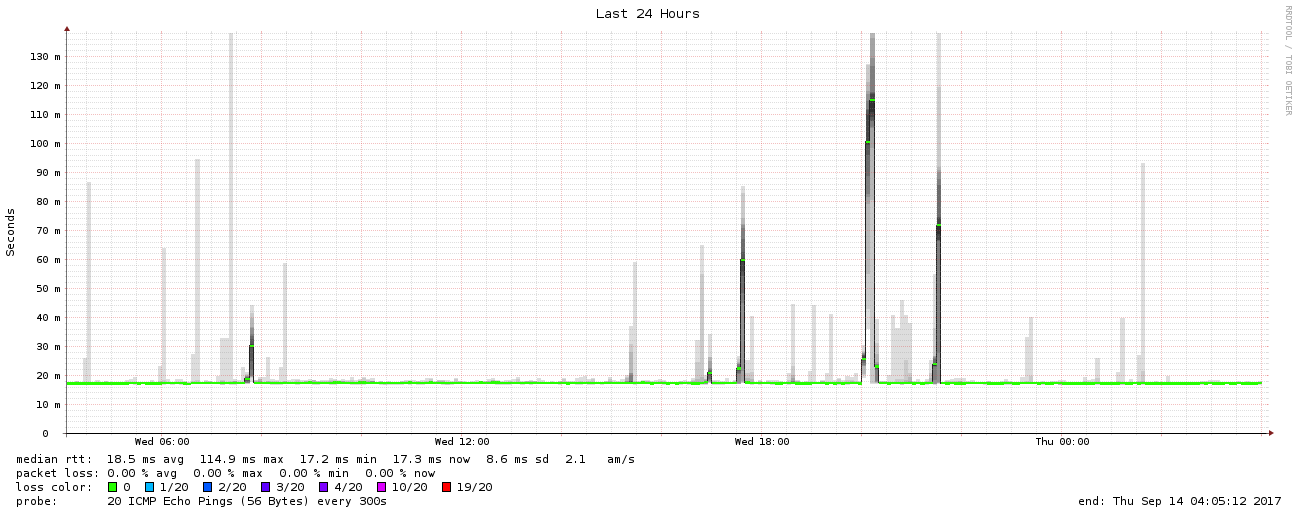 Last 24 Hours
RRDTOOL / TOBI OETIKER
Seconds
130 m
120 m
110 m
100 m
90 m
80 m
70 m
60 m
50 m
40 m
30 m
20 m
10 m
0
Wed 06:00 Wed 12:00 Wed 18:00 Thu 00:00
median rtt: 18.5 ms avg 114.9 ms max 17.2 ms min 17.3 ms now 8.6 ms sd 2.1 am/s
packet loss: 0.00 % avg 0.00 % max 0.00 % min 0.00 % now
loss color: 0 1/20 2/20 3/20 4/20 10/20 19/20
probe: 20 ICMP Echo Pings (56 Bytes) every 300s end: Thu Sep 14 04:05:12 2017